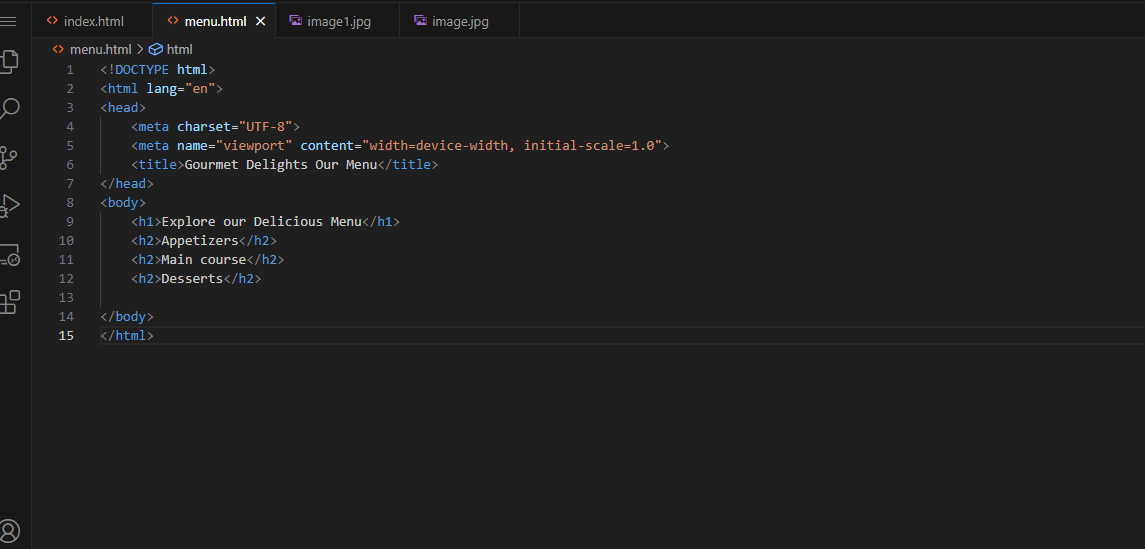 index.html menu.html image1.jpg image.jpg
menu.html > html
1 <!DOCTYPE html>
2 <html lang="en">
3 <head>
4     <meta charset="UTF-8">
5     <meta name="viewport" content="width=device-width, initial-scale=1.0">
6     <title>Gourmet Delights Our Menu</title>
7 </head>
8 <body>
9     <h1>Explore our Delicious Menu</h1>
10     <h2>Appetizers</h2>
11     <h2>Main course</h2>
12     <h2>Desserts</h2>
13
14 </body>
15 </html>